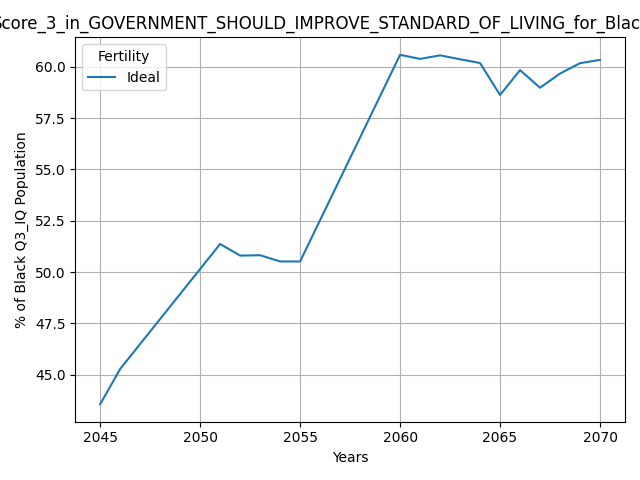 Score_3_in_GOVERNMENT_SHOULD_IMPROVE_STANDARD_OF_LIVING_for_Blac
Fertility
Ideal
% of Black Q3_IQ Population
60.0
57.5
55.0
52.5
50.0
47.5
45.0
2045 2050 2055 2060 2065 2070
Years